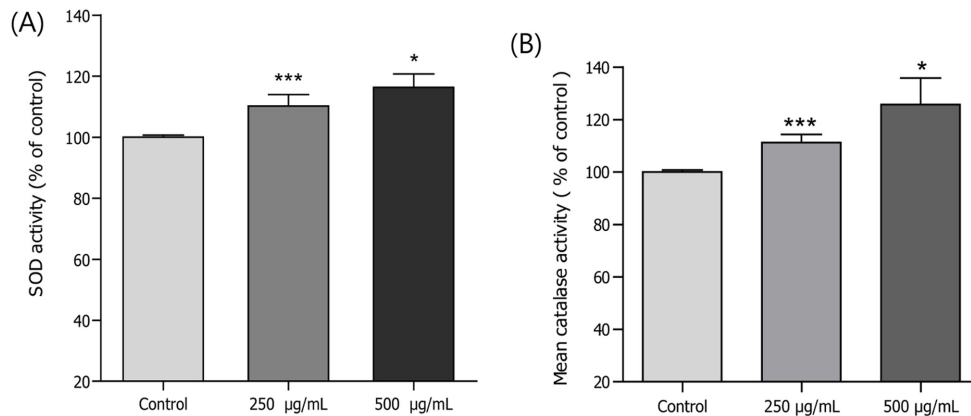 (A)
SOD activity (% of control)
140
120
100
80
60
40
20
***
*
Control
250 µg/mL
500 µg/mL
(B)
Mean catalase activity ( % of control )
140
120
100
80
60
40
20
***
*
Control
250 µg/mL
500 µg/mL